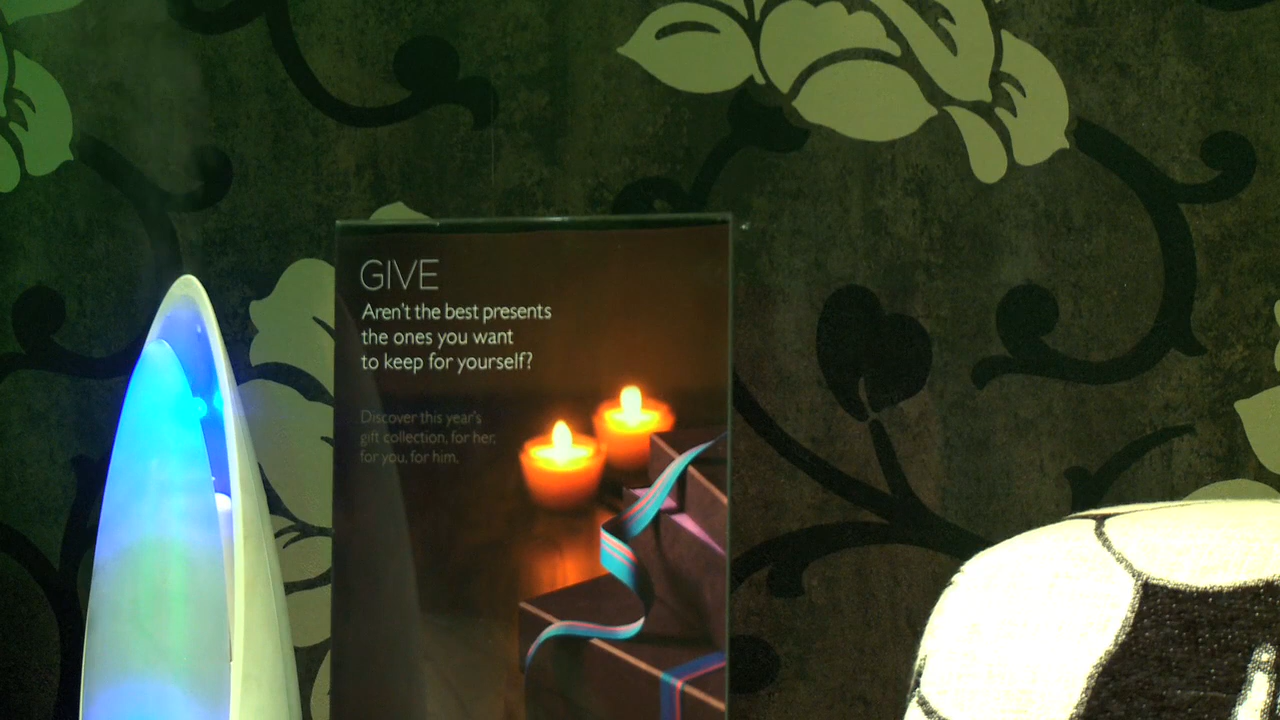 GIVE
Aren't the best presents
the ones you want
to keep for yourself?
Discover this year's
gift collection, for her,
for you, for him.